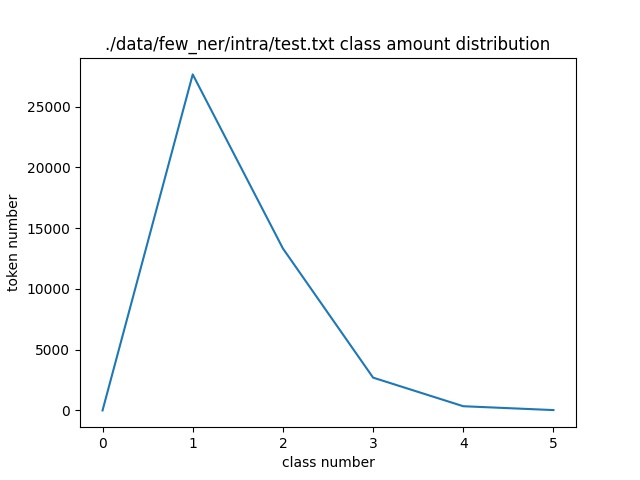 ./data/few_ner/intra/test.txt class amount distribution
25000
20000
15000
10000
5000
0
token number
0 1 2 3 4 5
class number